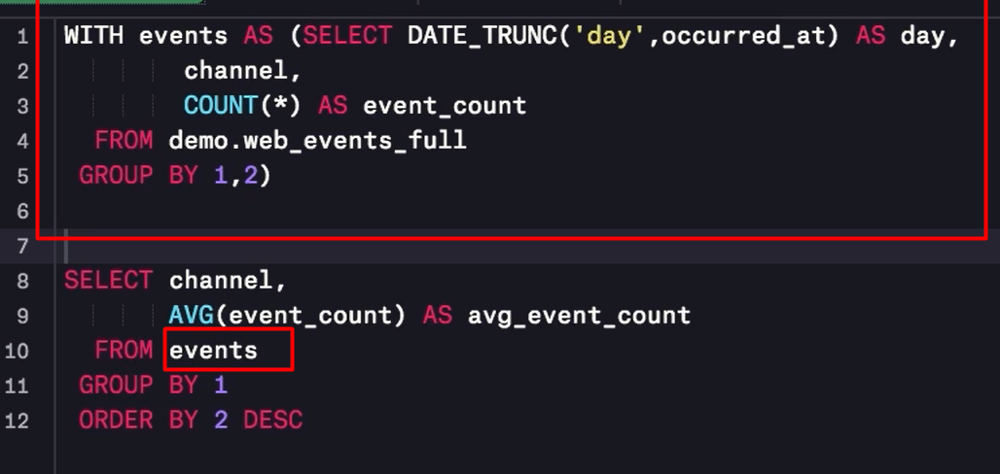 1 WITH events AS (SELECT DATE_TRUNC('day',occurred_at) AS day,
2 channel,
3 COUNT(*) AS event_count
4 FROM demo.web_events_full
5 GROUP BY 1,2)
6
7
8 SELECT channel,
9 AVG(event_count) AS avg_event_count
10 FROM events
11 GROUP BY 1
12 ORDER BY 2 DESC